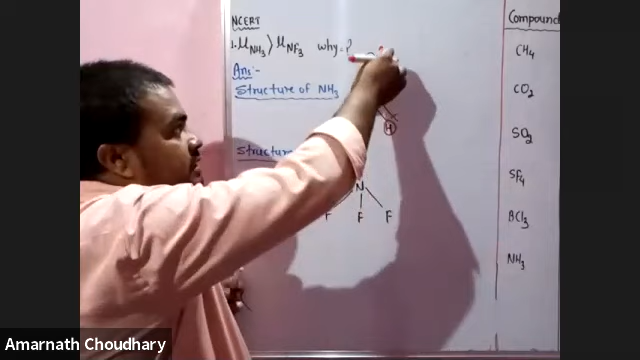 NCERT
1. μNH3 > μNF3 why=?
Ans:-
Structure of NH3
H
Structure
N
F F F
Compound
CH4
CO2
SO2
SF4
BCl3
NH3
Amarnath Choudhary